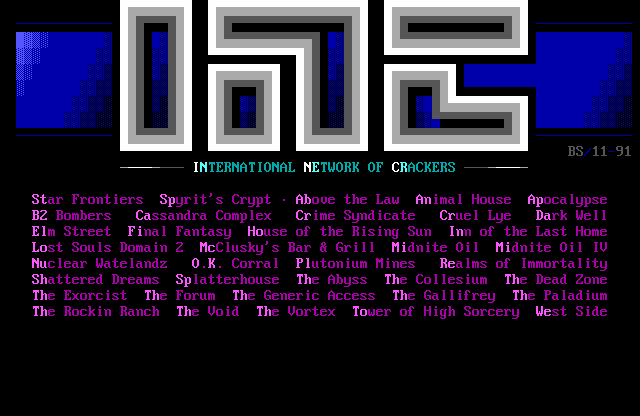 INC
BS/11-91
INTERNATIONAL NETWORK OF CRACKERS
Star Frontiers Spyrit's Crypt · Above the Law Animal House Apocalypse
B2 Bombers Cassandra Complex Crime Syndicate Cruel Lye Dark Well
Elm Street Final Fantasy House of the Rising Sun Inn of the Last Home
Lost Souls Domain 2 McClusky's Bar & Grill Midnite Oil Midnite Oil IV
Nuclear Watelandz O.K. Corral Plutonium Mines Realms of Immortality
Shattered Dreams Splatterhouse The Abyss The Collesium The Dead Zone
The Exorcist The Forum The Generic Access The Gallifrey The Paladium
The Rockin Ranch The Void The Vortex Tower of High Sorcery West Side